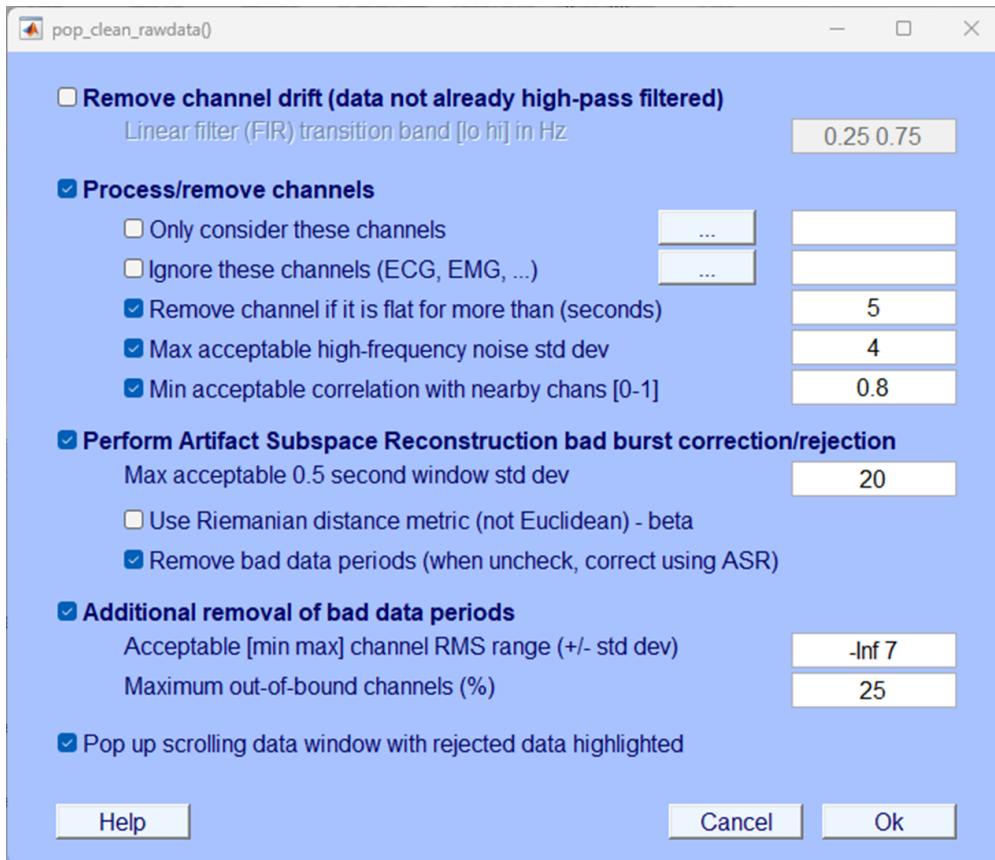 pop_clean_rawdata()
Remove channel drift (data not already high-pass filtered)
Linear filter (FIR) transition band [lo hi] in Hz 0.25 0.75
Process/remove channels
Only consider these channels ...
Ignore these channels (ECG, EMG, ...) ...
Remove channel if it is flat for more than (seconds) 5
Max acceptable high-frequency noise std dev 4
Min acceptable correlation with nearby chans [0-1] 0.8
Perform Artifact Subspace Reconstruction bad burst correction/rejection
Max acceptable 0.5 second window std dev 20
Use Riemanian distance metric (not Euclidean) - beta
Remove bad data periods (when uncheck, correct using ASR)
Additional removal of bad data periods
Acceptable [min max] channel RMS range (+/- std dev) -Inf 7
Maximum out-of-bound channels (%) 25
Pop up scrolling data window with rejected data highlighted
Help Cancel Ok